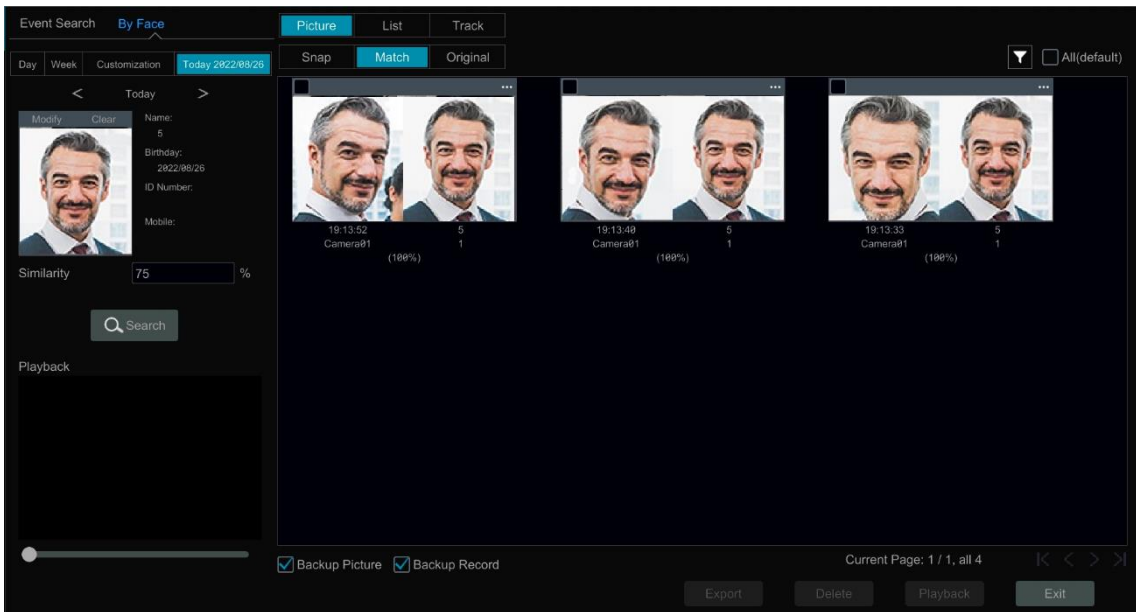 Event Search By Face
Picture List Track
Day Week Customization Today 2022/08/26
Snap Match Original
All(default)
< Today >
Modify Clear
Name:
5
Birthday:
2022/08/26
ID Number:
Mobile:
Similarity 75 %
Search
Playback
19:13:52 5
Camera01 1
(100%)
19:13:40 5
Camera01 1
(100%)
19:13:33 5
Camera01 1
(100%)
Backup Picture Backup Record
Current Page: 1 / 1, all 4
Export Delete Playback Exit